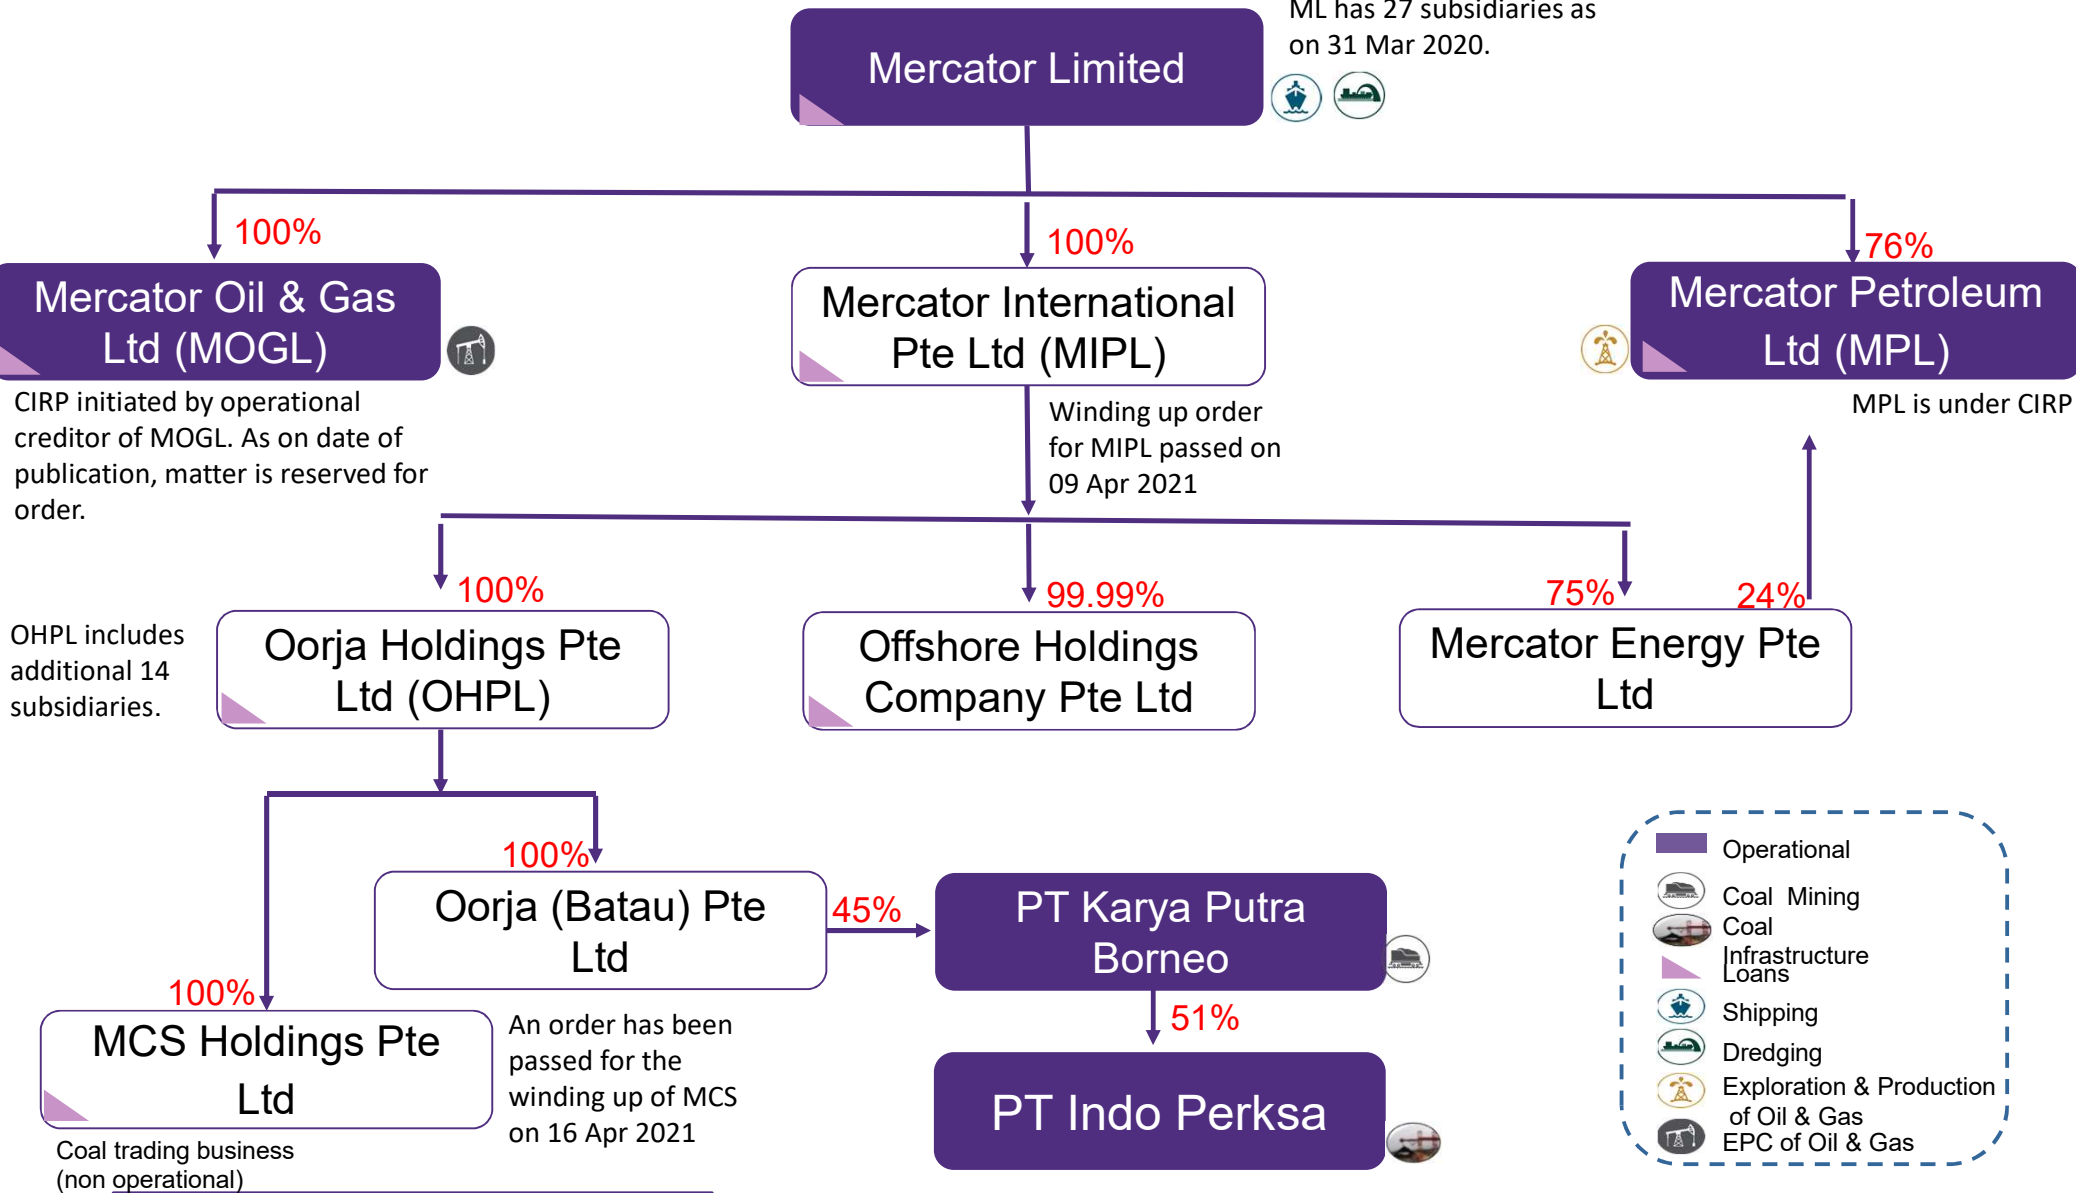 ML has 27 subsidiaries as
on 31 Mar 2020.
Mercator Limited
100%
100%
76%
Mercator Oil & Gas
Ltd (MOGL)
Mercator International
Pte Ltd (MIPL)
Mercator Petroleum
Ltd (MPL)
CIRP initiated by operational
creditor of MOGL. As on date of
publication, matter is reserved for
order.
Winding up order
for MIPL passed on
09 Apr 2021
MPL is under CIRP
100%
99.99%
75%
24%
OHPL includes
additional 14
subsidiaries.
Oorja Holdings Pte
Ltd (OHPL)
Offshore Holdings
Company Pte Ltd
Mercator Energy Pte
Ltd
100%
Oorja (Batau) Pte
Ltd
45%
PT Karya Putra
Borneo
100%
MCS Holdings Pte
Ltd
An order has been
passed for the
winding up of MCS
on 16 Apr 2021
51%
PT Indo Perksa
Coal trading business
(non operational)
Operational
Coal Mining
Coal
Infrastructure
Loans
Shipping
Dredging
Exploration & Production
of Oil & Gas
EPC of Oil & Gas